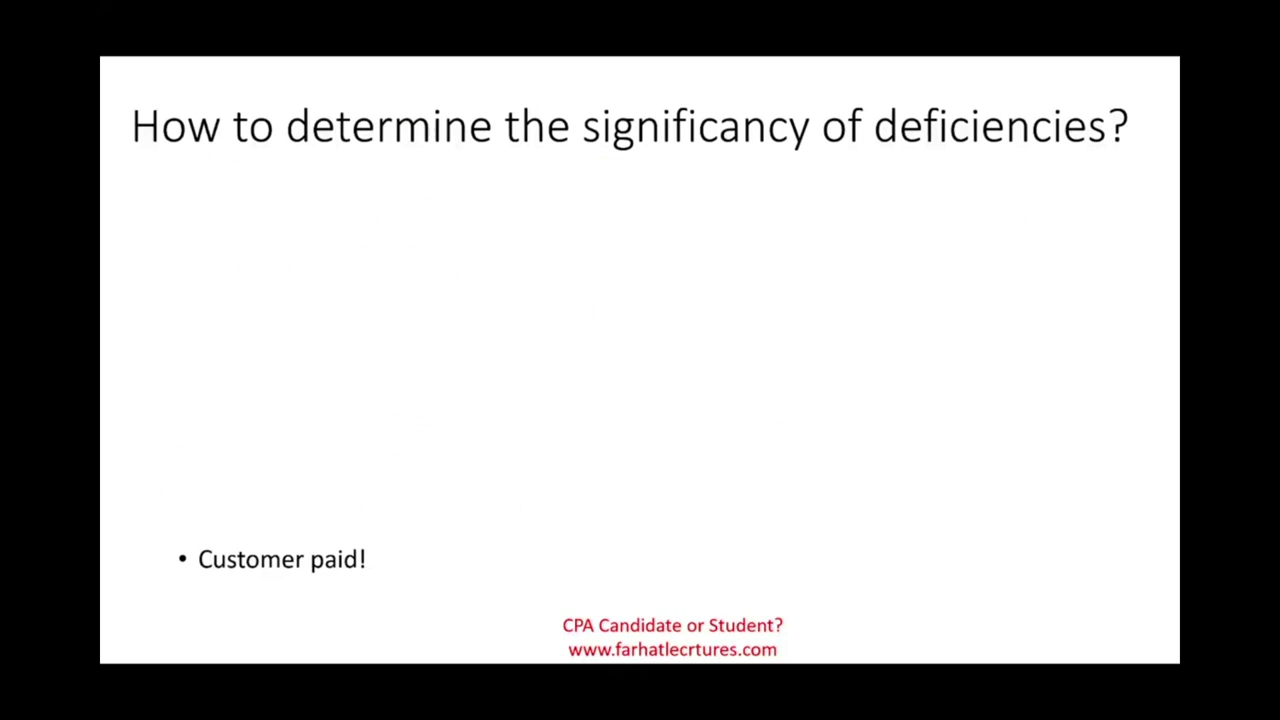 How to determine the significancy of deficiencies?
• Customer paid!
CPA Candidate or Student?
www.farhatlecrtures.com